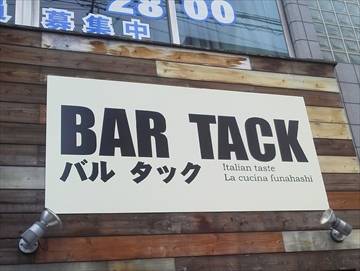 28:00
募集中
BAR TACK
バル タック
Italian taste
La cucina funahashi